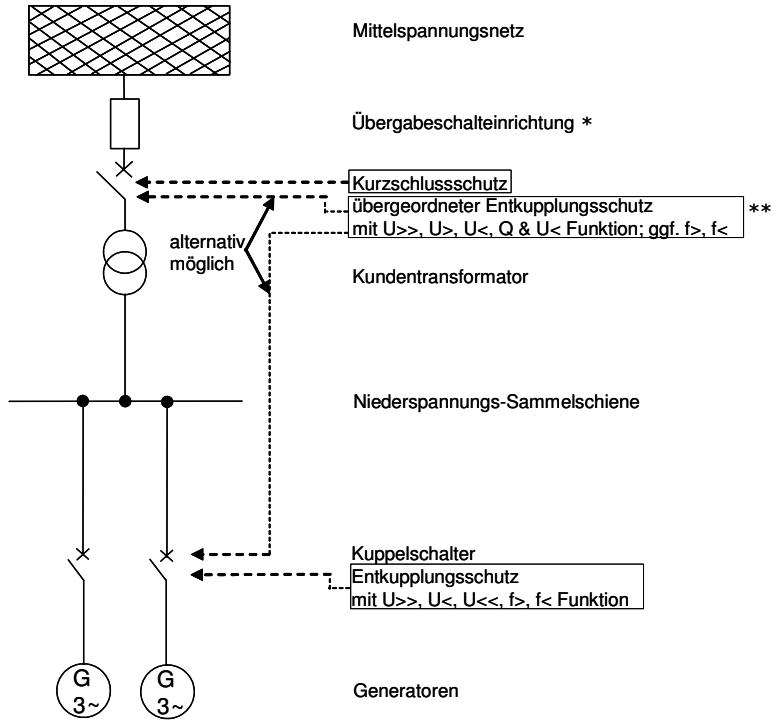 Mittelspannungsnetz
Übergabeschalteinrichtung *
Kurzschlussschutz
übergeordneter Entkupplungsschutz **
mit U>>, U>, U<, Q & U< Funktion; ggf. f>, f<
alternativ
möglich
Kundentransformator
Niederspannungs-Sammelschiene
Kuppelschalter
Entkupplungsschutz
mit U>>, U<, U<<, f>, f< Funktion
G
3~
G
3~
Generatoren